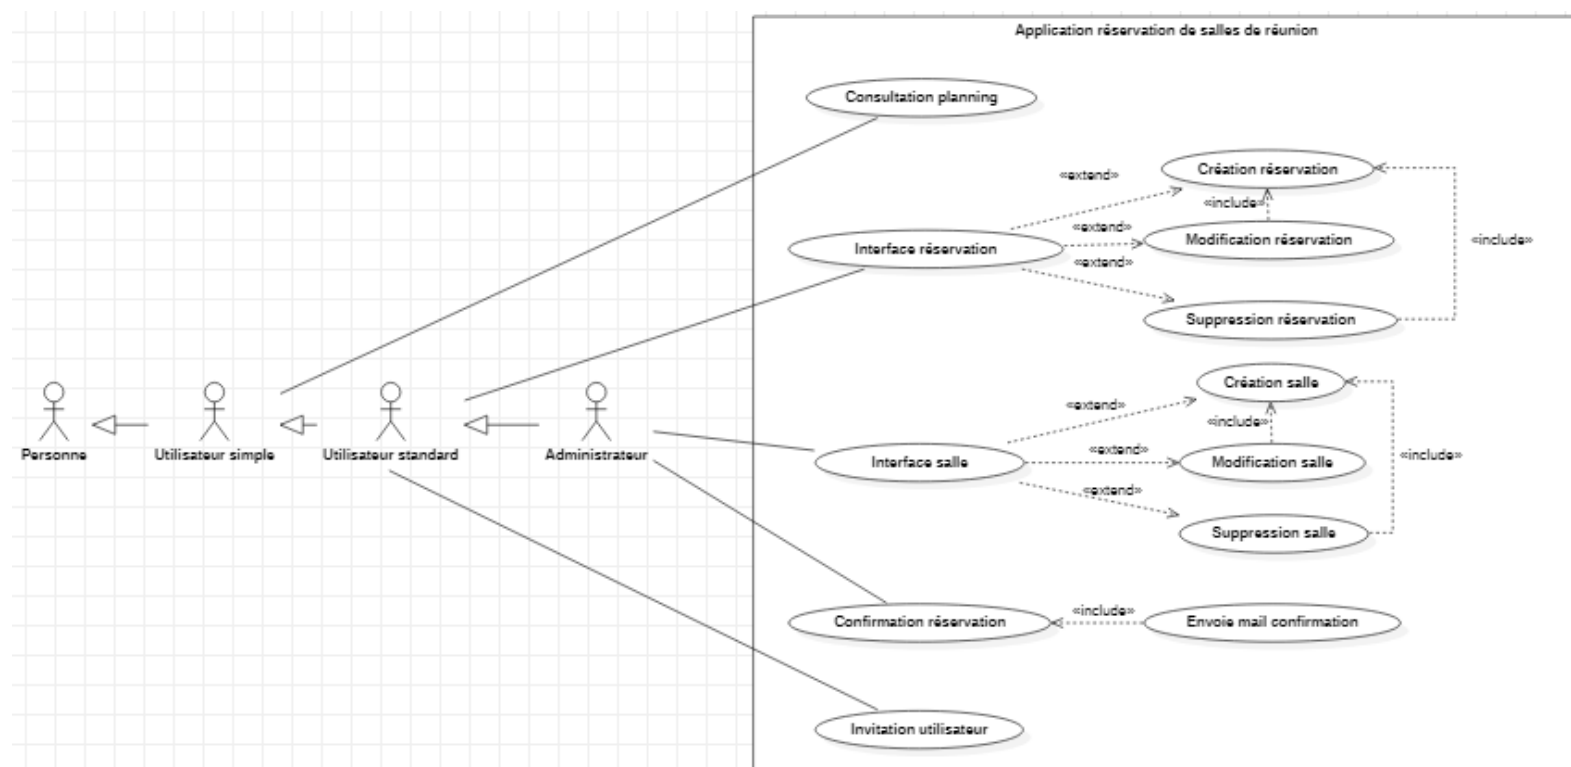 Application réservation de salles de réunion
Consultation planning
«extend»
Création réservation
«include»
«extend»
Interface réservation
Modification réservation
«include»
«extend»
Suppression réservation
Création salle
«extend»
«include»
Personne
Utilisateur simple
Utilisateur standard
Administrateur
Interface salle
«extend»
Modification salle
«include»
«extend»
Suppression salle
Confirmation réservation
«include»
Envoie mail confirmation
Invitation utilisateur